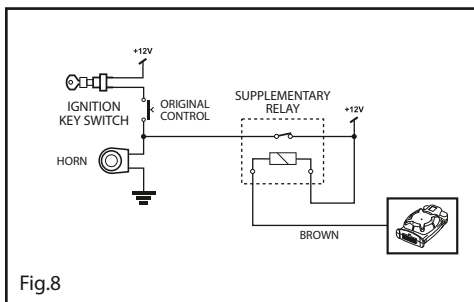 +12V
IGNITION
KEY SWITCH
ORIGINAL
CONTROL
SUPPLEMENTARY
RELAY
+12V
HORN
BROWN
Fig.8